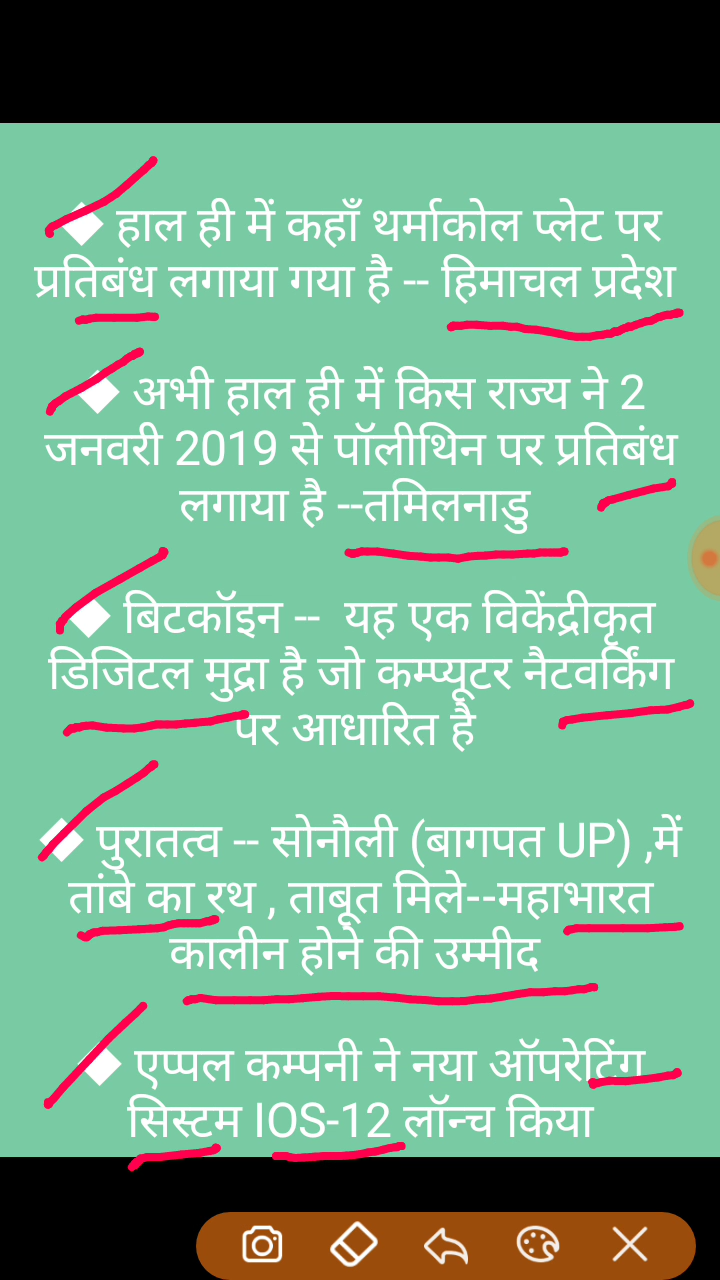 ◆ हाल ही में कहाँ थर्माकोल प्लेट पर
प्रतिबंध लगाया गया है -- हिमाचल प्रदेश
◆ अभी हाल ही में किस राज्य ने 2
जनवरी 2019 से पॉलीथिन पर प्रतिबंध
लगाया है --तमिलनाडु
◆ बिटकॉइन -- यह एक विकेंद्रीकृत
डिजिटल मुद्रा है जो कम्प्यूटर नैटवर्किंग
पर आधारित है
◆ पुरातत्व -- सोनौली (बागपत UP) ,में
तांबे का रथ , ताबूत मिले--महाभारत
कालीन होने की उम्मीद
◆ एप्पल कम्पनी ने नया ऑपरेटिंग
सिस्टम IOS-12 लॉन्च किया